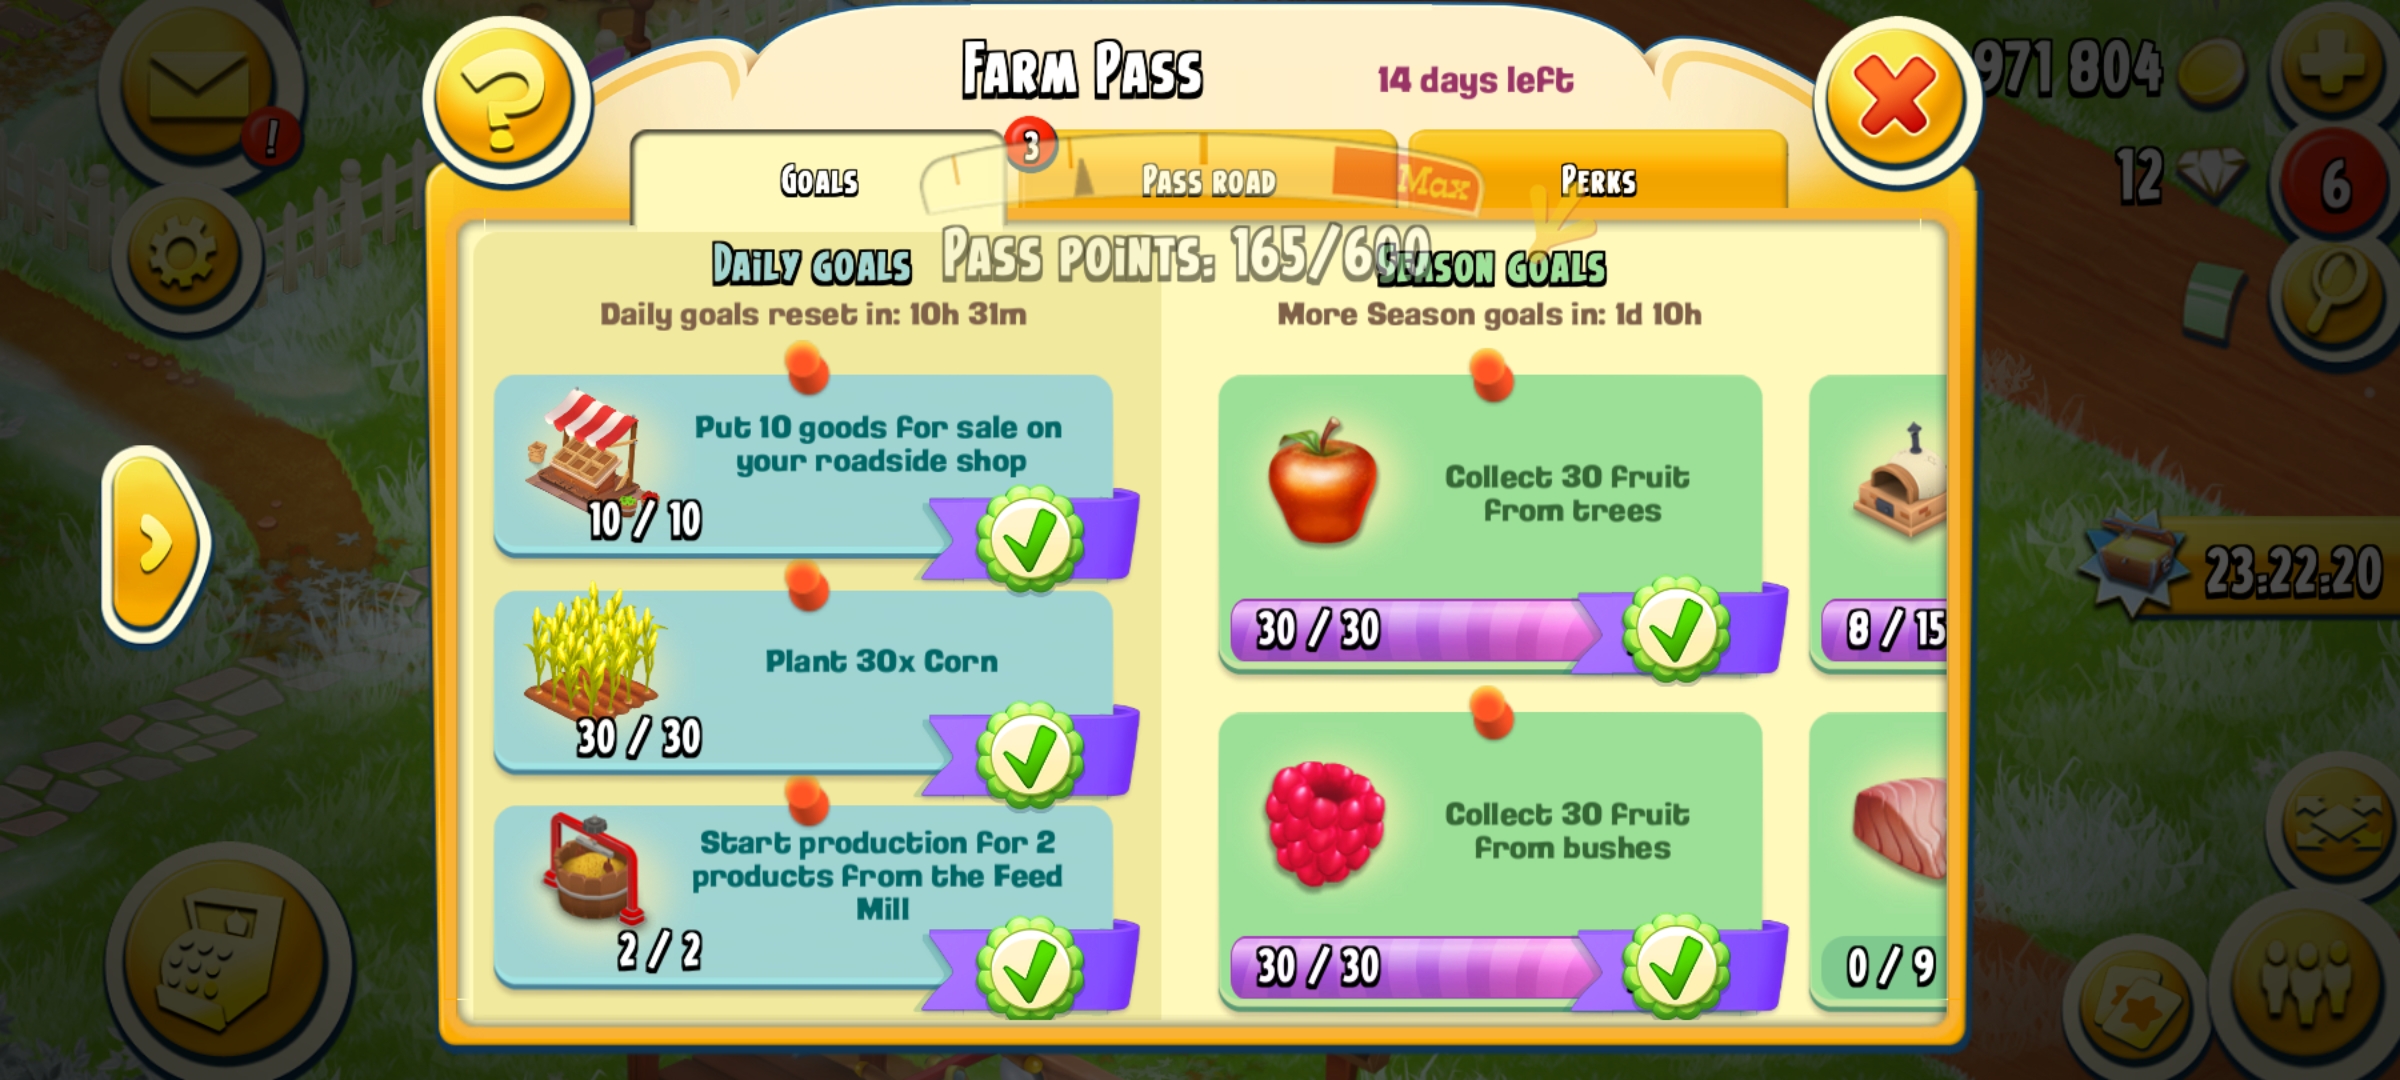 FARM PASS
14 days left
971 804
!
3
GOALS
PASS ROAD
Max
PERKS
12
6
DAILY GOALS
PASS POINTS: 165/600
SEASON GOALS
Daily goals reset in: 10h 31m
More Season goals in: 1d 10h
Put 10 goods for sale on
your roadside shop
10 / 10
Collect 30 fruit
from trees
30 / 30
8 / 15
23:22:20
Plant 30x Corn
30 / 30
Start production for 2
products from the Feed
Mill
2 / 2
Collect 30 fruit
from bushes
30 / 30
0 / 9